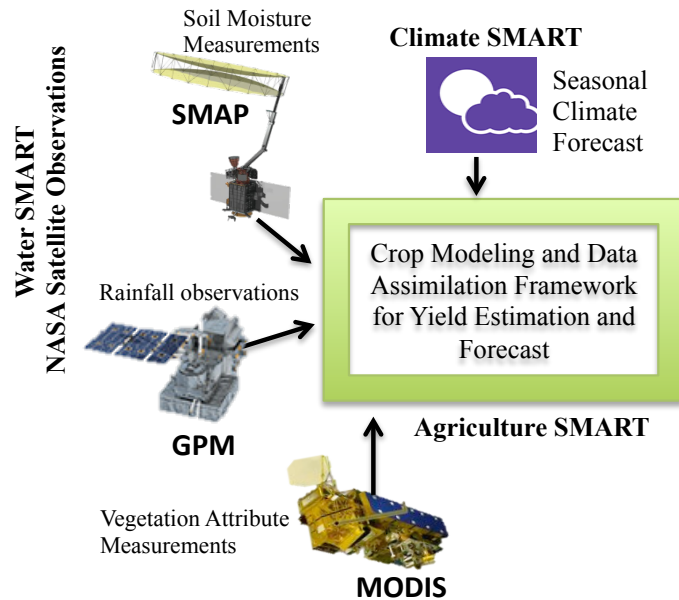 Water SMART
NASA Satellite Observations
Soil Moisture
Measurements
SMAP
Climate SMART
Seasonal
Climate
Forecast
Crop Modeling and Data
Assimilation Framework
for Yield Estimation and
Forecast
Rainfall observations
GPM
Agriculture SMART
Vegetation Attribute
Measurements
MODIS